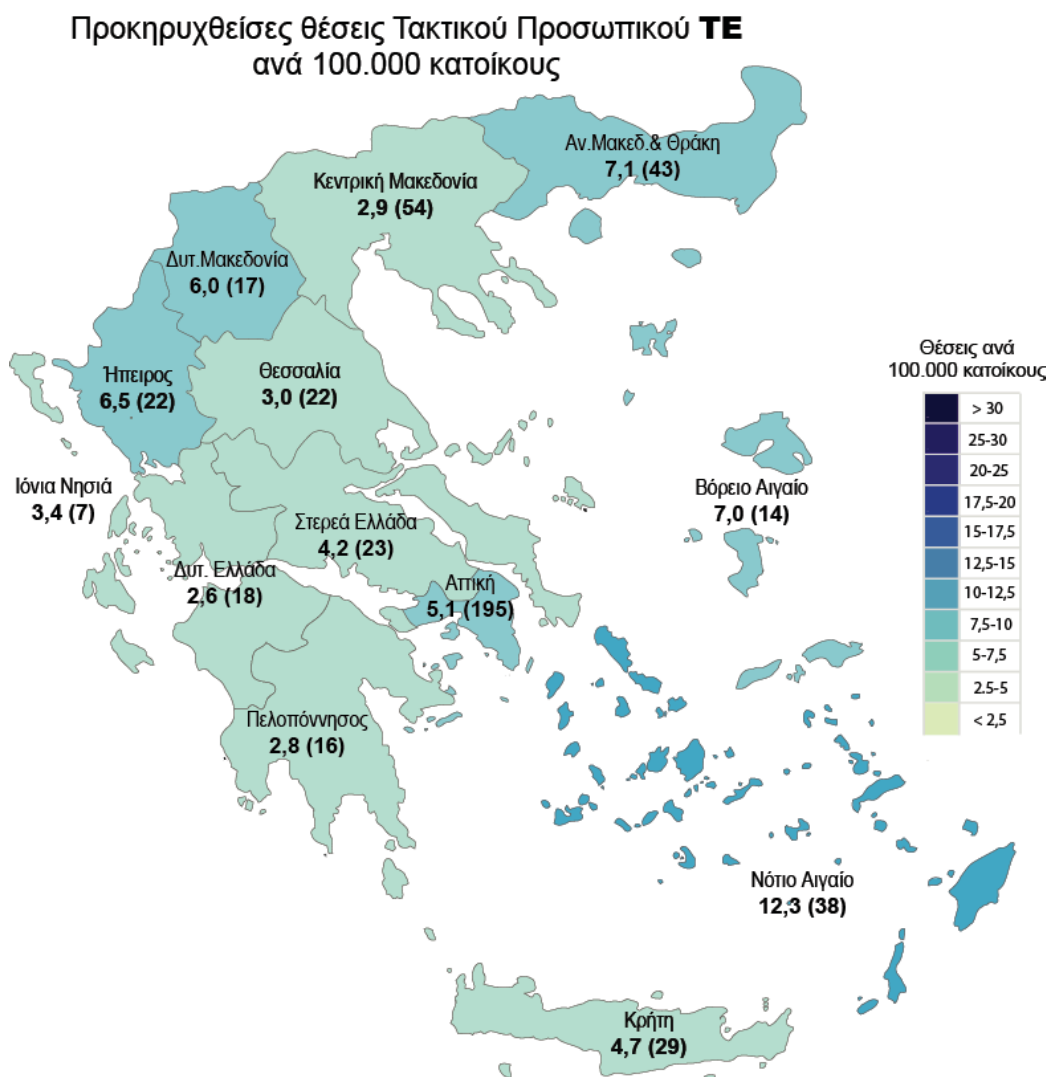 Προκηρυχθείσες θέσεις Τακτικού Προσωπικού ΤΕ
ανά 100.000 κατοίκους
Αν.Μακεδ.& Θράκη
7,1 (43)
Κεντρική Μακεδονία
2,9 (54)
Δυτ.Μακεδονία
6,0 (17)
Ήπειρος
6,5 (22)
Θεσσαλία
3,0 (22)
Ιόνια Νησιά
3,4 (7)
Στερεά Ελλάδα
4,2 (23)
Βόρειο Αιγαίο
7,0 (14)
Δυτ. Ελλάδα
2,6 (18)
Αττική
5,1 (195)
Πελοπόννησος
2,8 (16)
Νότιο Αιγαίο
12,3 (38)
Κρήτη
4,7 (29)
Θέσεις ανά
100.000 κατοίκους
> 30
25-30
20-25
17,5-20
15-17,5
12,5-15
10-12,5
7,5-10
5-7,5
2.5-5
< 2,5